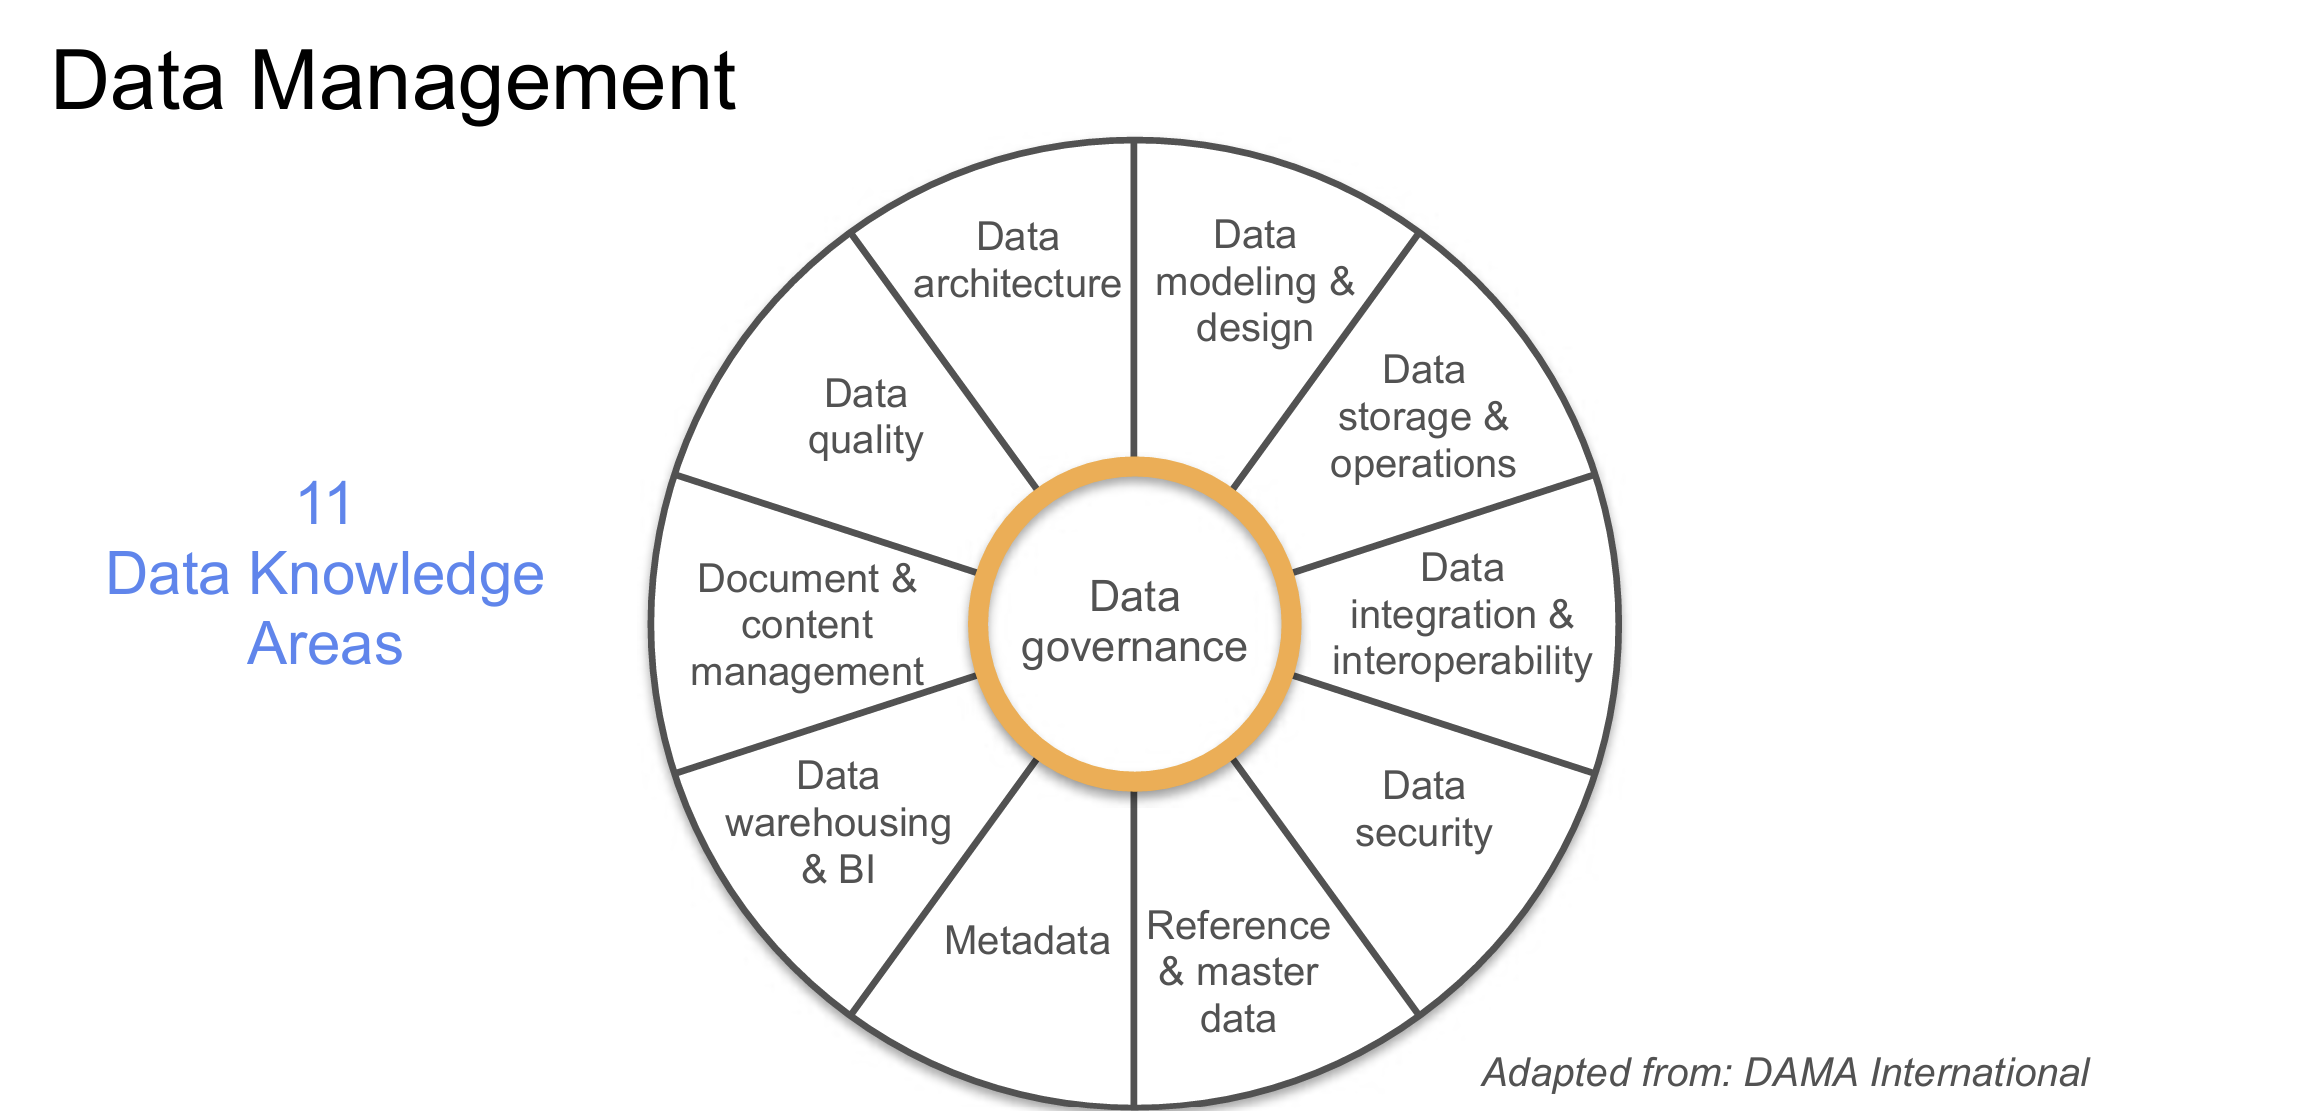 Data Management
11
Data Knowledge
Areas
Data
architecture
Data
modeling &
design
Data
storage &
operations
Data
integration &
interoperability
Data
security
Reference
& master
data
Metadata
Data
warehousing
& BI
Document &
content
management
Data
quality
Data
governance
Adapted from: DAMA International